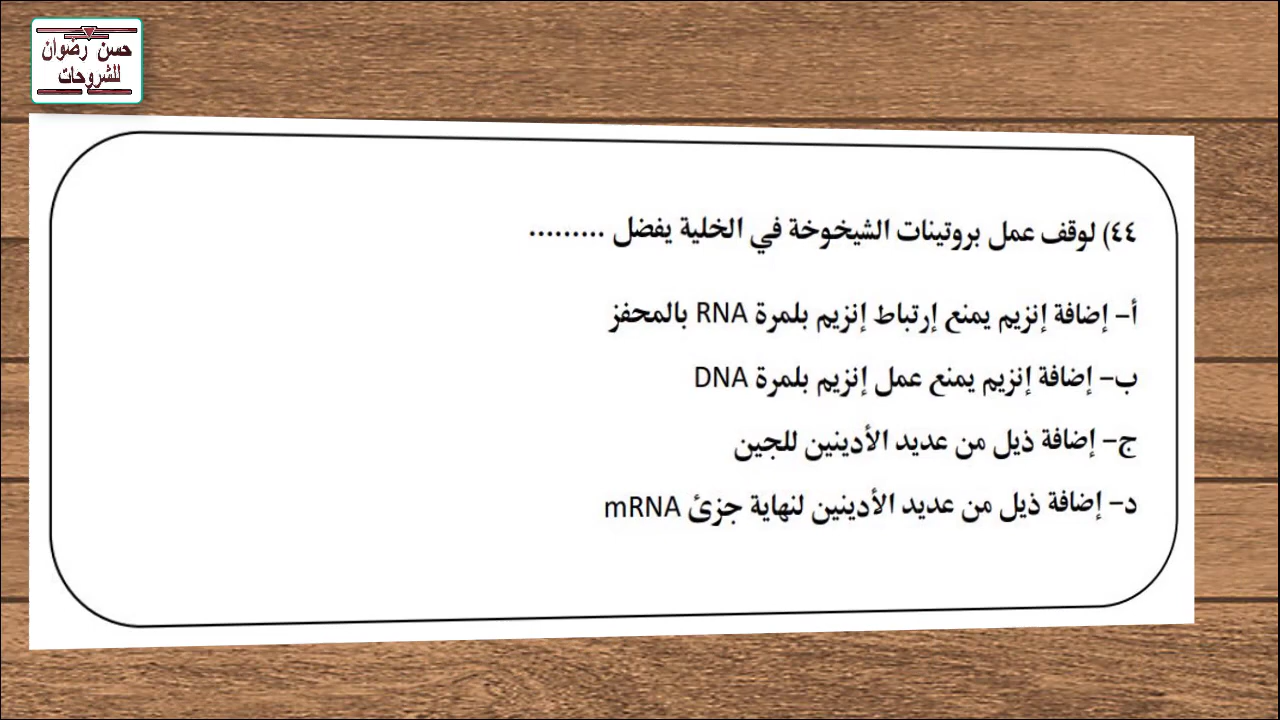 حسن رضوان
للشروحات
٤٤) لوقف عمل بروتينات الشيخوخة في الخلية يفضل .........
أ- إضافة إنزيم يمنع إرتباط إنزيم بلمرة RNA بالمحفز
ب- إضافة إنزيم يمنع عمل إنزيم بلمرة DNA
ج- إضافة ذيل من عديد الأدينين للجين
د- إضافة ذيل من عديد الأدينين لنهاية جزئ mRNA